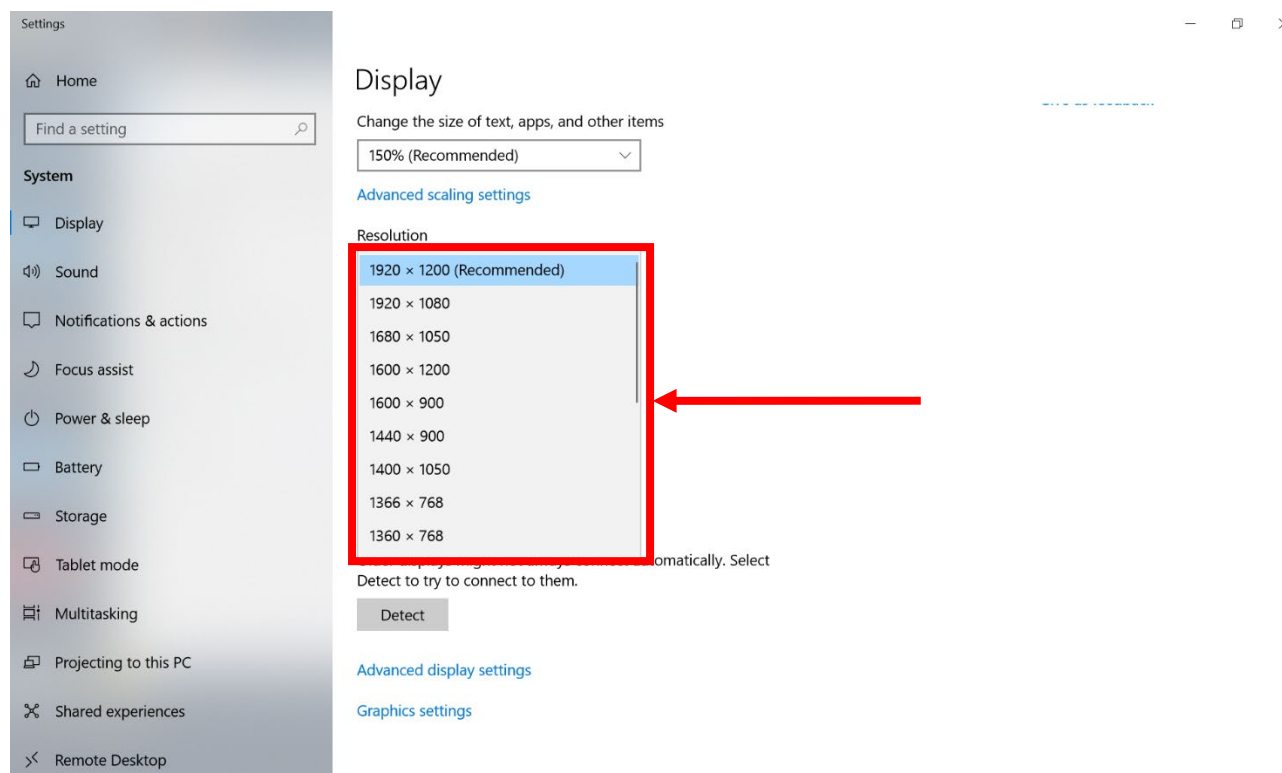 Settings
Home
Find a setting
System
Display
Sound
Notifications & actions
Focus assist
Power & sleep
Battery
Storage
Tablet mode
Multitasking
Projecting to this PC
Shared experiences
Remote Desktop
Display
Change the size of text, apps, and other items
150% (Recommended)
Advanced scaling settings
Resolution
1920 × 1200 (Recommended)
1920 × 1080
1680 × 1050
1600 × 1200
1600 × 900
1440 × 900
1400 × 1050
1366 × 768
1360 × 768
automatically. Select
Detect to try to connect to them.
Detect
Advanced display settings
Graphics settings